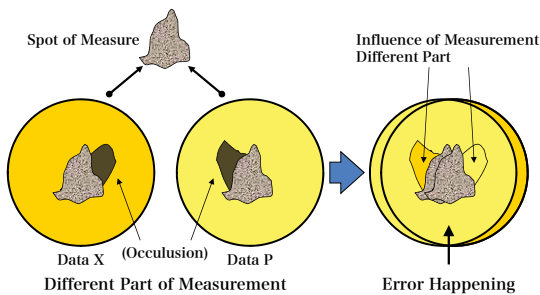 Spot of Measure
Influence of Measurement
Different Part
(Occulusion)
Data X
Data P
Different Part of Measurement
Error Happening